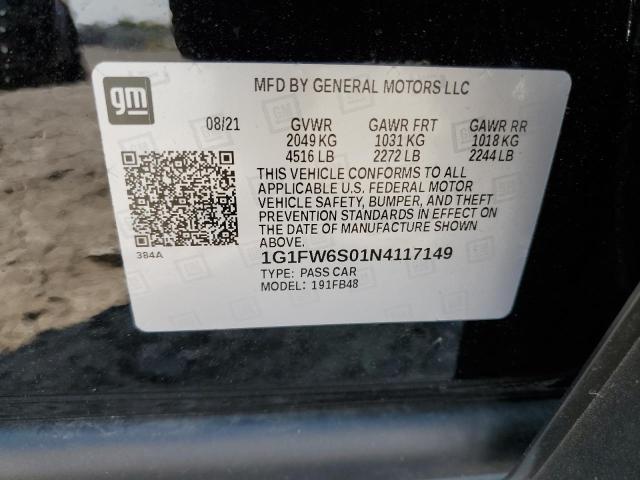 gm
MFD BY GENERAL MOTORS LLC
08/21 GVWR GAWR FRT GAWR RR
2049 KG 1031 KG 1018 KG
4516 LB 2272 LB 2244 LB
THIS VEHICLE CONFORMS TO ALL
APPLICABLE U.S. FEDERAL MOTOR
VEHICLE SAFETY, BUMPER, AND THEFT
PREVENTION STANDARDS IN EFFECT ON
THE DATE OF MANUFACTURE SHOWN
ABOVE.
384A
1G1FW6S01N4117149
TYPE: PASS CAR
MODEL: 191FB48